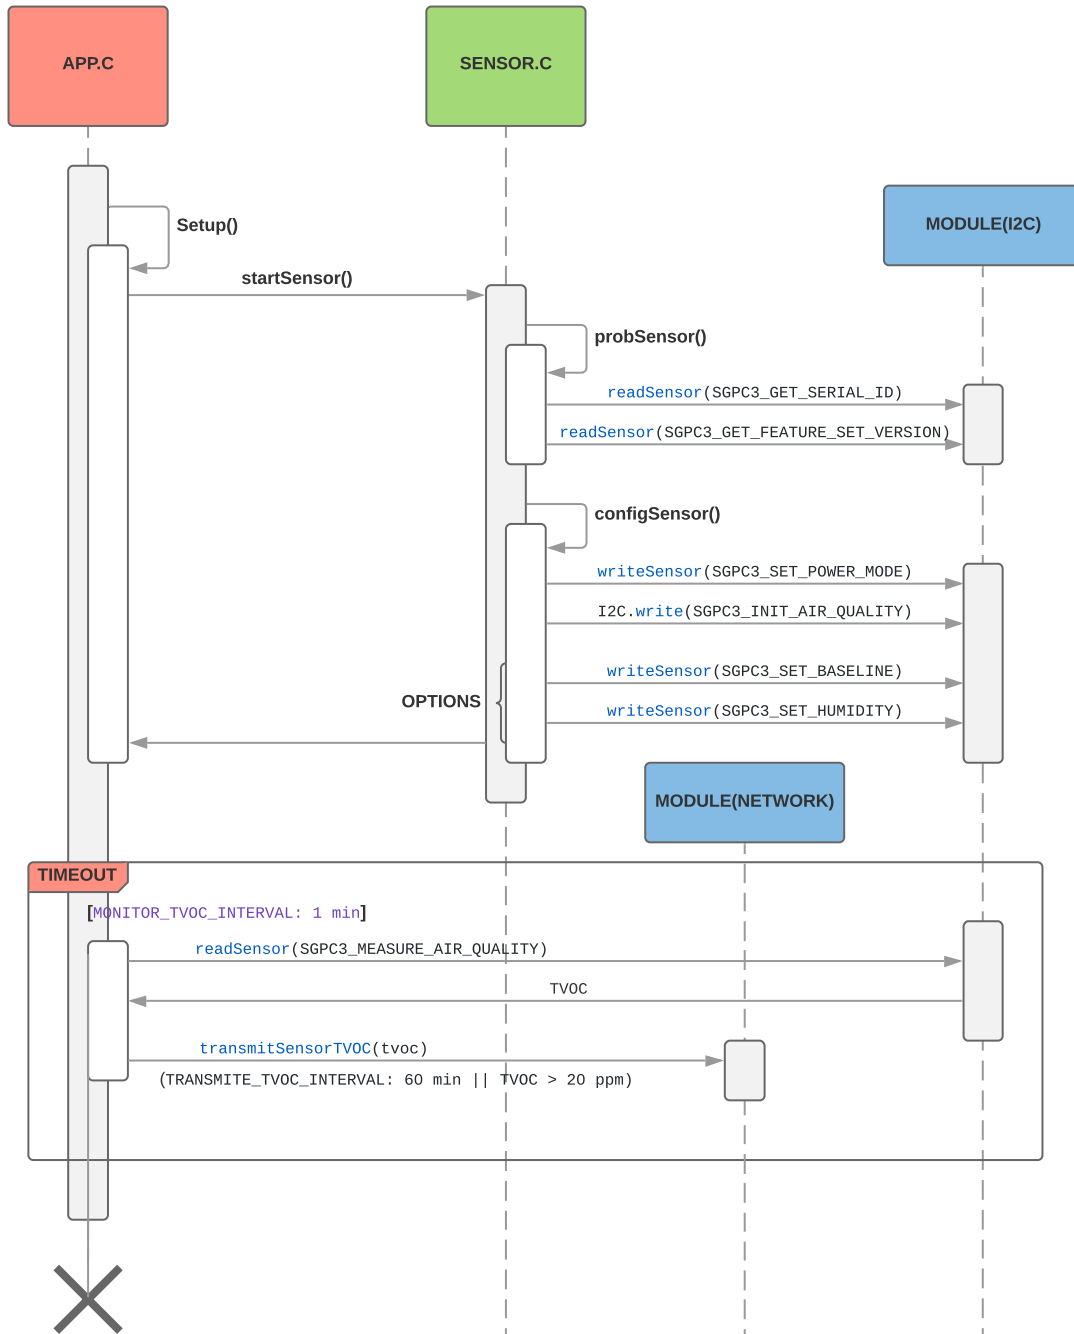 APP.C
SENSOR.C
MODULE(I2C)
Setup()
startSensor()
probSensor()
readSensor(SGPC3_GET_SERIAL_ID)
readSensor(SGPC3_GET_FEATURE_SET_VERSION)
configSensor()
writeSensor(SGPC3_SET_POWER_MODE)
I2C.write(SGPC3_INIT_AIR_QUALITY)
writeSensor(SGPC3_SET_BASELINE)
OPTIONS
writeSensor(SGPC3_SET_HUMIDITY)
MODULE(NETWORK)
TIMEOUT
[MONITOR_TVOC_INTERVAL: 1 min]
readSensor(SGPC3_MEASURE_AIR_QUALITY)
TVOC
transmitSensorTVOC(tvoc)
(TRANSMITE_TVOC_INTERVAL: 60 min || TVOC > 20 ppm)